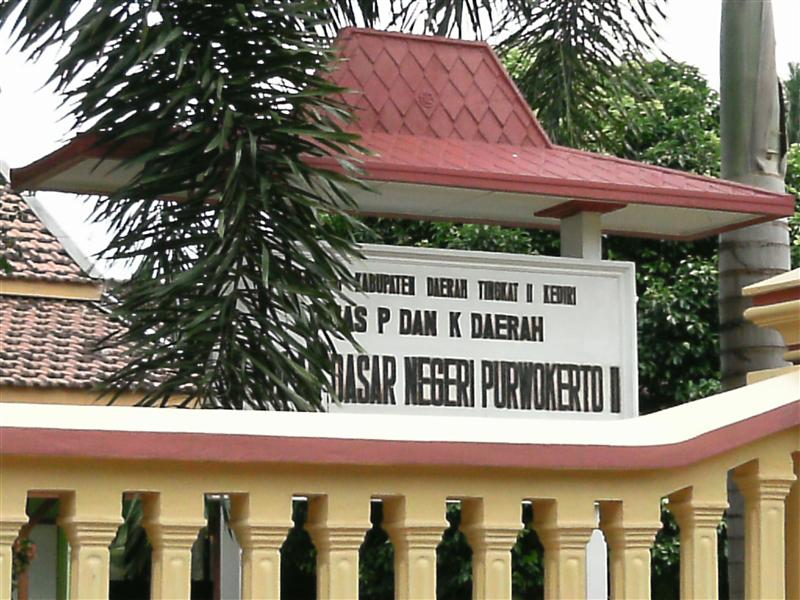 KABUPATEN DAERAH TINGKAT II KEDIRI
P DAN K DAERAH
DASAR NEGERI PURWOKERTO II